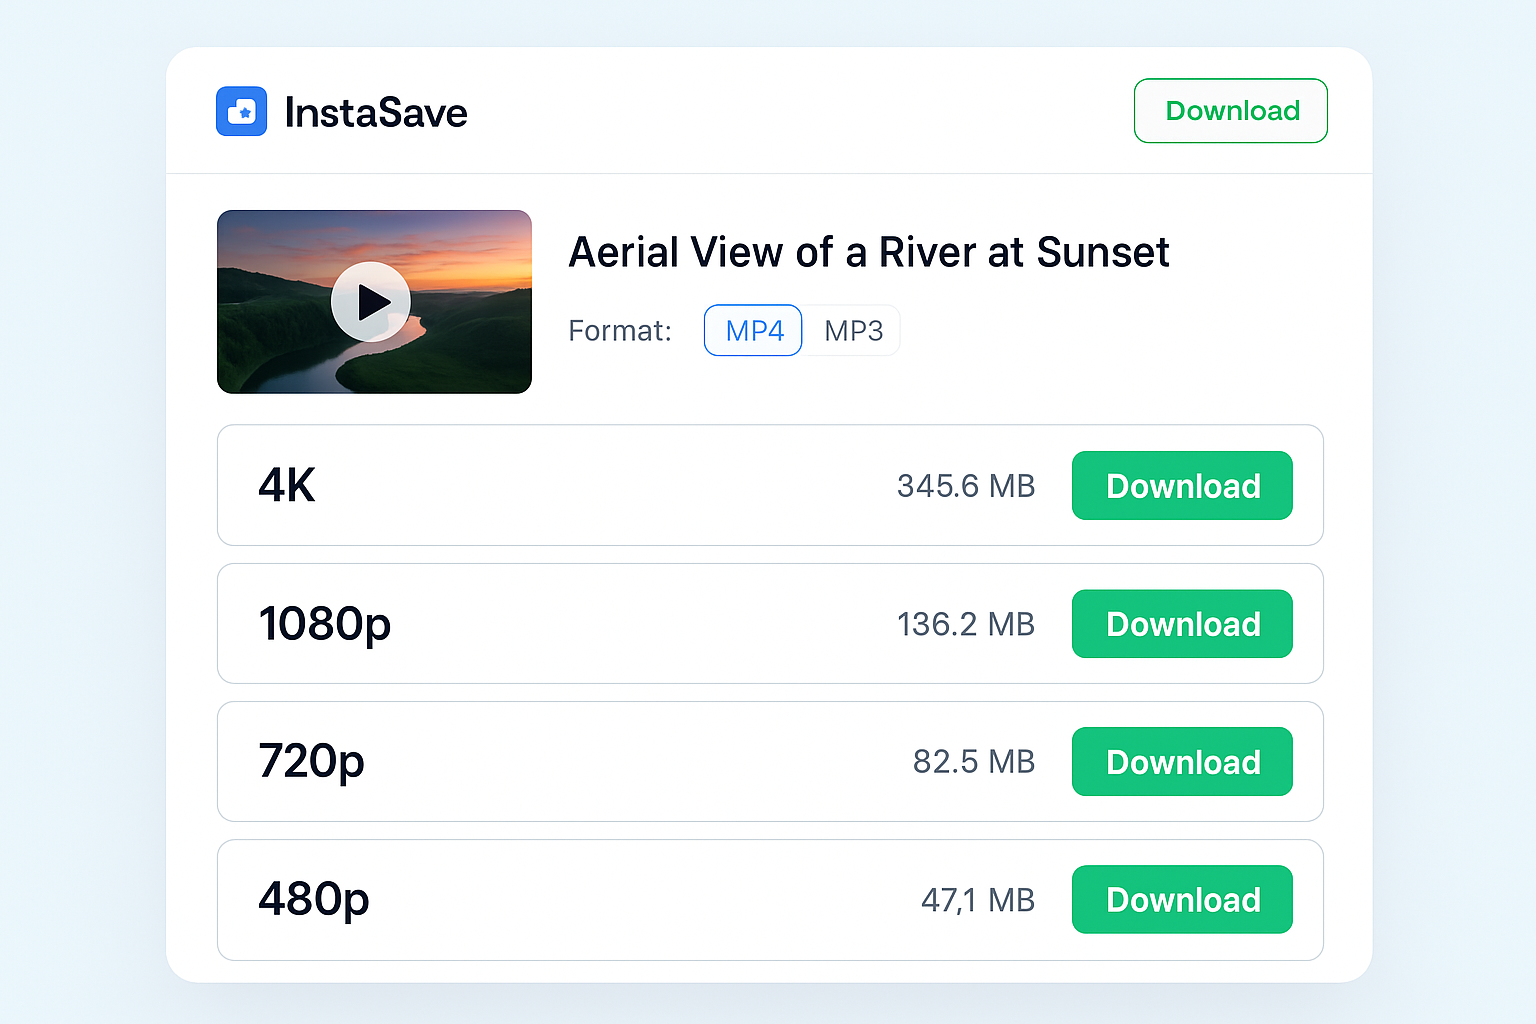 InstaSave
Download
Aerial View of a River at Sunset
Format: MP4 MP3
4K 345.6 MB Download
1080p 136.2 MB Download
720p 82.5 MB Download
480p 47,1 MB Download